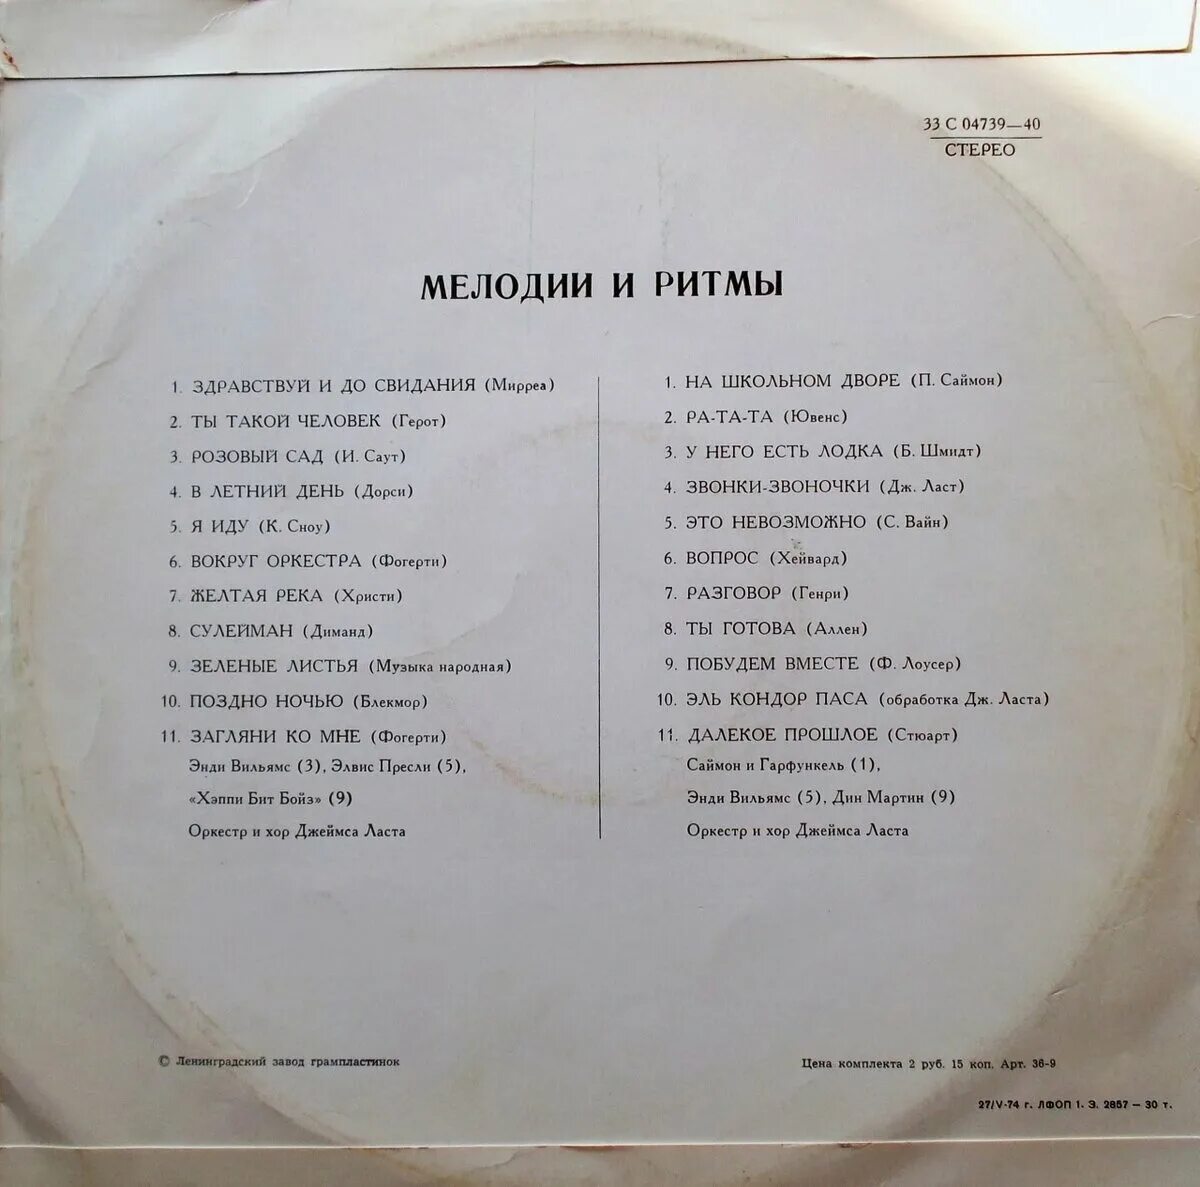 33 С 04739—40
СТЕРЕО
МЕЛОДИИ И РИТМЫ
1. ЗДРАВСТВУЙ И ДО СВИДАНИЯ (Мирреа)
2. ТЫ ТАКОЙ ЧЕЛОВЕК (Герот)
3. РОЗОВЫЙ САД (И. Саут)
4. В ЛЕТНИЙ ДЕНЬ (Дорси)
5. Я ИДУ (К. Сноу)
6. ВОКРУГ ОРКЕСТРА (Фогерти)
7. ЖЕЛТАЯ РЕКА (Христи)
8. СУЛЕЙМАН (Диманд)
9. ЗЕЛЕНЫЕ ЛИСТЬЯ (Музыка народная)
10. ПОЗДНО НОЧЬЮ (Блекмор)
11. ЗАГЛЯНИ КО МНЕ (Фогерти)
Энди Вильямс (3), Элвис Пресли (5),
«Хэппи Бит Бойз» (9)
Оркестр и хор Джеймса Ласта
1. НА ШКОЛЬНОМ ДВОРЕ (П. Саймон)
2. РА-ТА-ТА (Ювенс)
3. У НЕГО ЕСТЬ ЛОДКА (Б. Шмидт)
4. ЗВОНКИ-ЗВОНОЧКИ (Дж. Ласт)
5. ЭТО НЕВОЗМОЖНО (С. Вайн)
6. ВОПРОС (Хейвард)
7. РАЗГОВОР (Генри)
8. ТЫ ГОТОВА (Аллен)
9. ПОБУДЕМ ВМЕСТЕ (Ф. Лоусер)
10. ЭЛЬ КОНДОР ПАСА (обработка Дж. Ласта)
11. ДАЛЕКОЕ ПРОШЛОЕ (Стюарт)
Саймон и Гарфункель (1),
Энди Вильямс (5), Дин Мартин (9)
Оркестр и хор Джеймса Ласта
© Ленинградский завод грампластинок
Цена комплекта 2 руб. 15 коп. Арт. 36-9
27/V-74 г. ЛФОП 1. З. 2857 — 30 т.